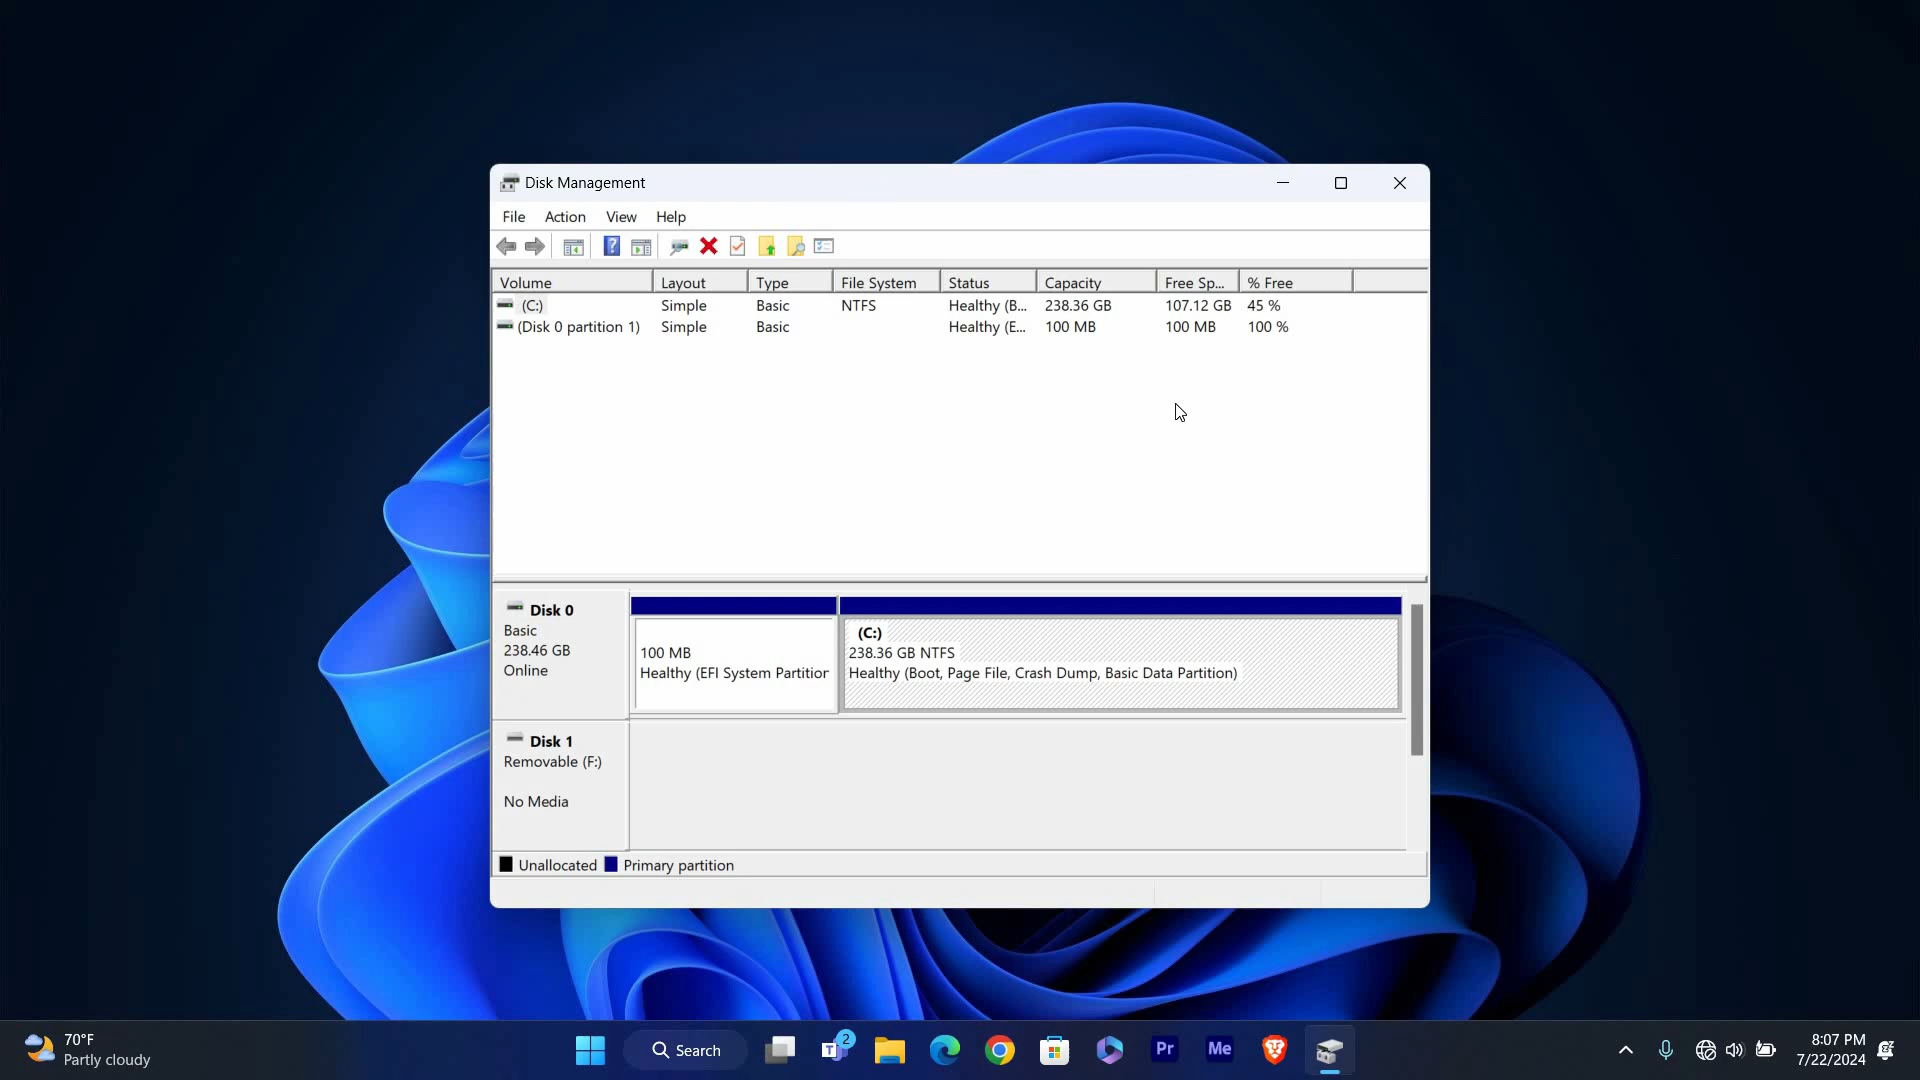 Disk Management
File Action View Help
Volume Layout Type File System Status Capacity Free Sp... % Free
(C:) Simple Basic NTFS Healthy (B... 238.36 GB 107.12 GB 45 %
(Disk 0 partition 1) Simple Basic Healthy (E... 100 MB 100 MB 100 %
Disk 0
Basic
238.46 GB
Online
100 MB
Healthy (EFI System Partition
(C:)
238.36 GB NTFS
Healthy (Boot, Page File, Crash Dump, Basic Data Partition)
Disk 1
Removable (F:)
No Media
Unallocated Primary partition
70°F
Partly cloudy
Search
T
2
Pr
Me
8:07 PM
7/22/2024